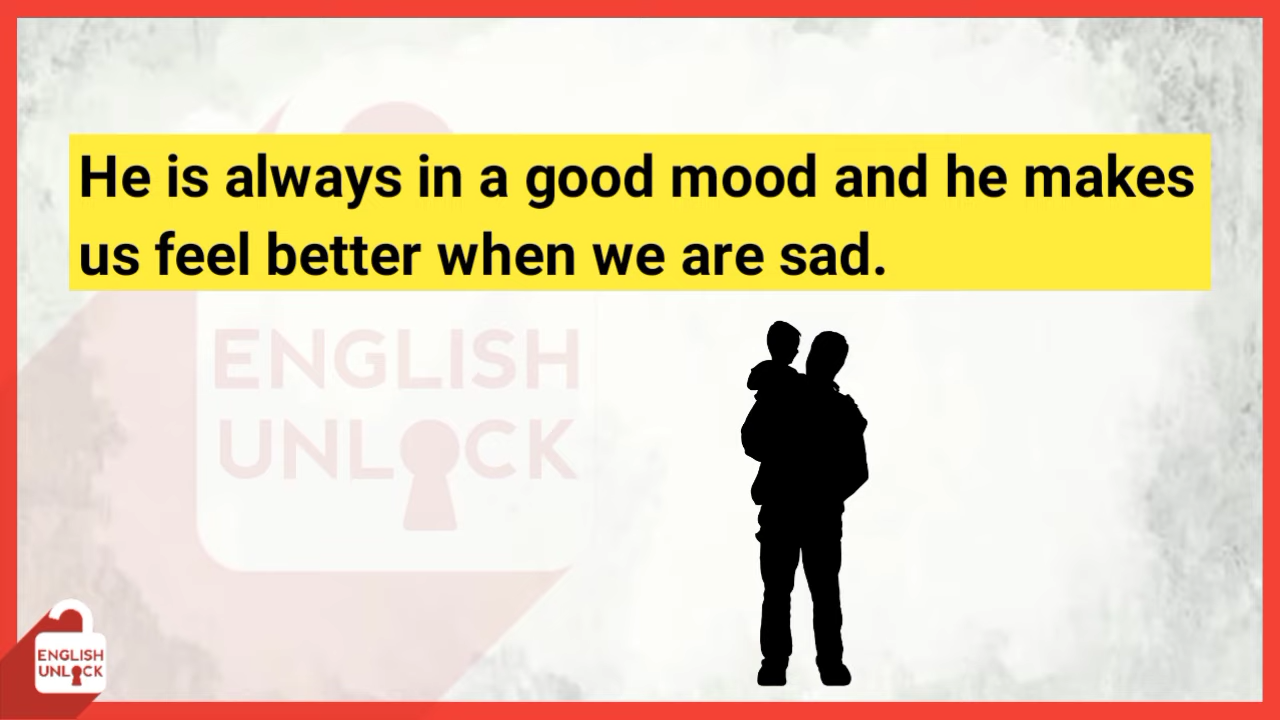 He is always in a good mood and he makes
us feel better when we are sad.
ENGLISH
UNLOCK
ENGLISH
UNLOCK